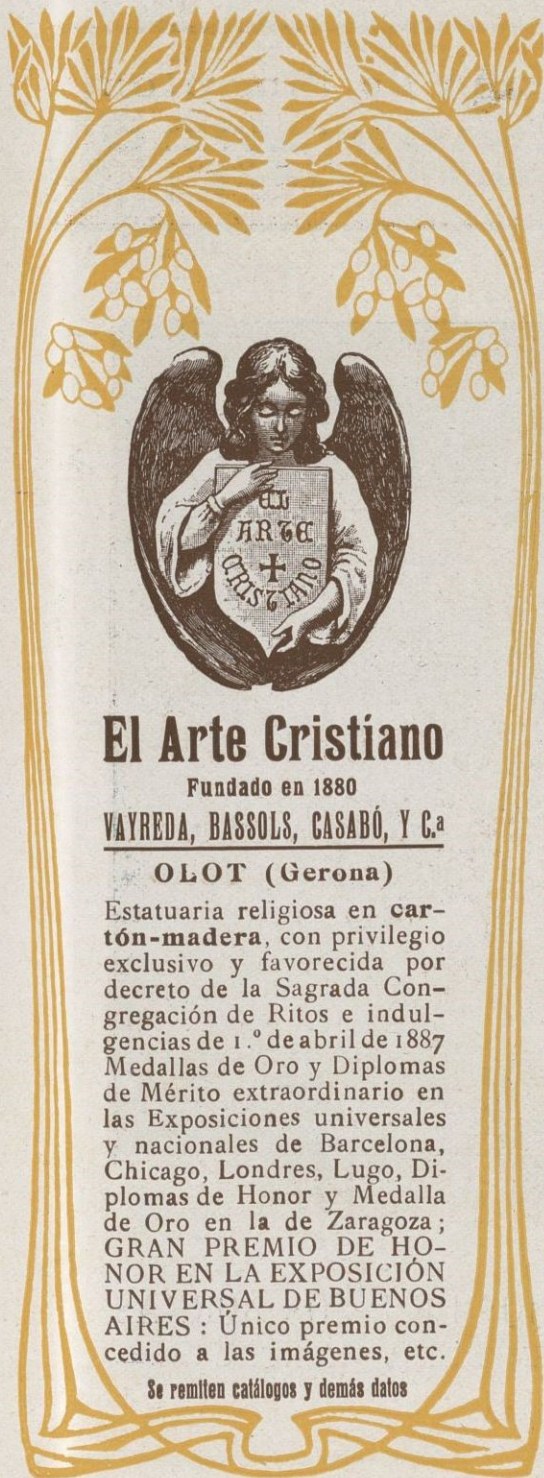 EL
ARTE
CRISTIANO
El Arte Cristiano
Fundado en 1880
VAYREDA, BASSOLS, CASABÓ, Y C.ª
OLOT (Gerona)
Estatuaria religiosa en car-
tón-madera, con privilegio
exclusivo y favorecida por
decreto de la Sagrada Con-
gregación de Ritos e indul-
gencias de 1.º de abril de 1887
Medallas de Oro y Diplomas
de Mérito extraordinario en
las Exposiciones universales
y nacionales de Barcelona,
Chicago, Londres, Lugo, Di-
plomas de Honor y Medalla
de Oro en la de Zaragoza;
GRAN PREMIO DE HO-
NOR EN LA EXPOSICIÓN
UNIVERSAL DE BUENOS
AIRES : Único premio con-
cedido a las imágenes, etc.
Se remiten catálogos y demás datos